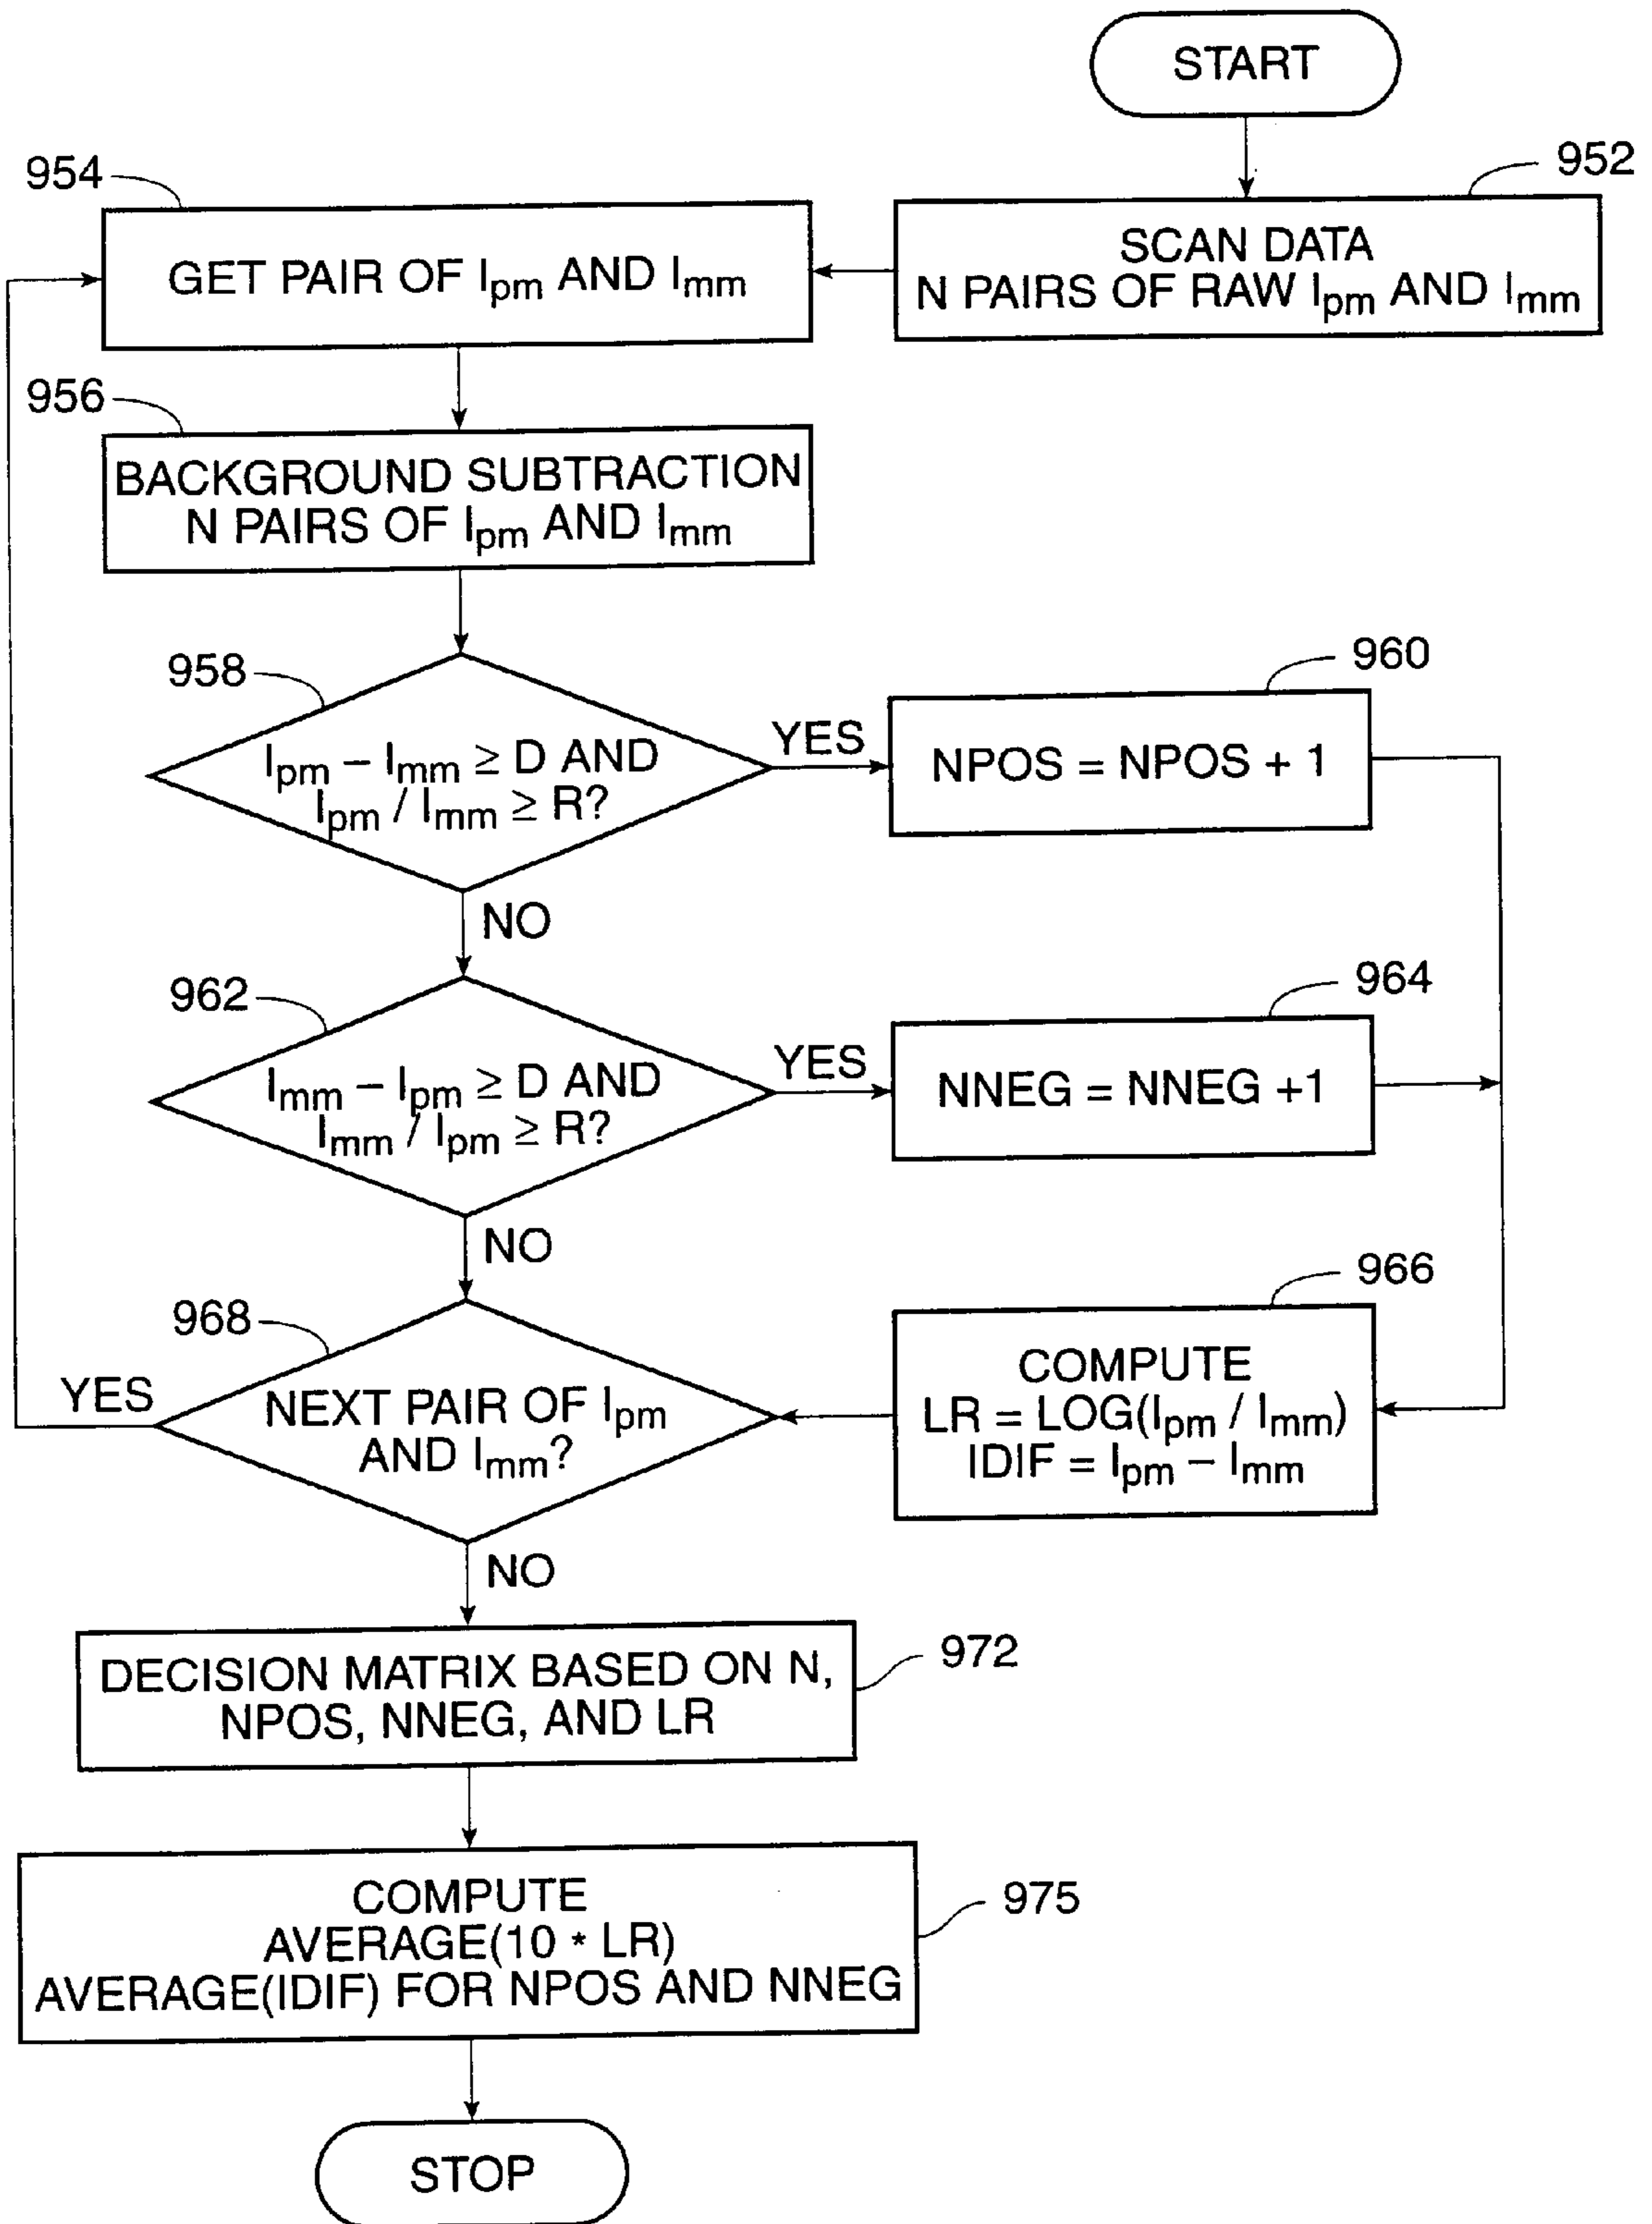 START
952
SCAN DATA
N PAIRS OF RAW Ipm AND Imm
954
GET PAIR OF Ipm AND Imm
956
BACKGROUND SUBTRACTION
N PAIRS OF Ipm AND Imm
958
Ipm – Imm ≥ D AND
Ipm / Imm ≥ R?
YES
960
NPOS = NPOS + 1
NO
962
Imm – Ipm ≥ D AND
Imm / Ipm ≥ R?
YES
964
NNEG = NNEG +1
NO
966
COMPUTE
LR = LOG(Ipm / Imm)
IDIF = Ipm – Imm
968
NEXT PAIR OF Ipm
AND Imm?
YES
NO
972
DECISION MATRIX BASED ON N,
NPOS, NNEG, AND LR
975
COMPUTE
AVERAGE(10 * LR)
AVERAGE(IDIF) FOR NPOS AND NNEG
STOP